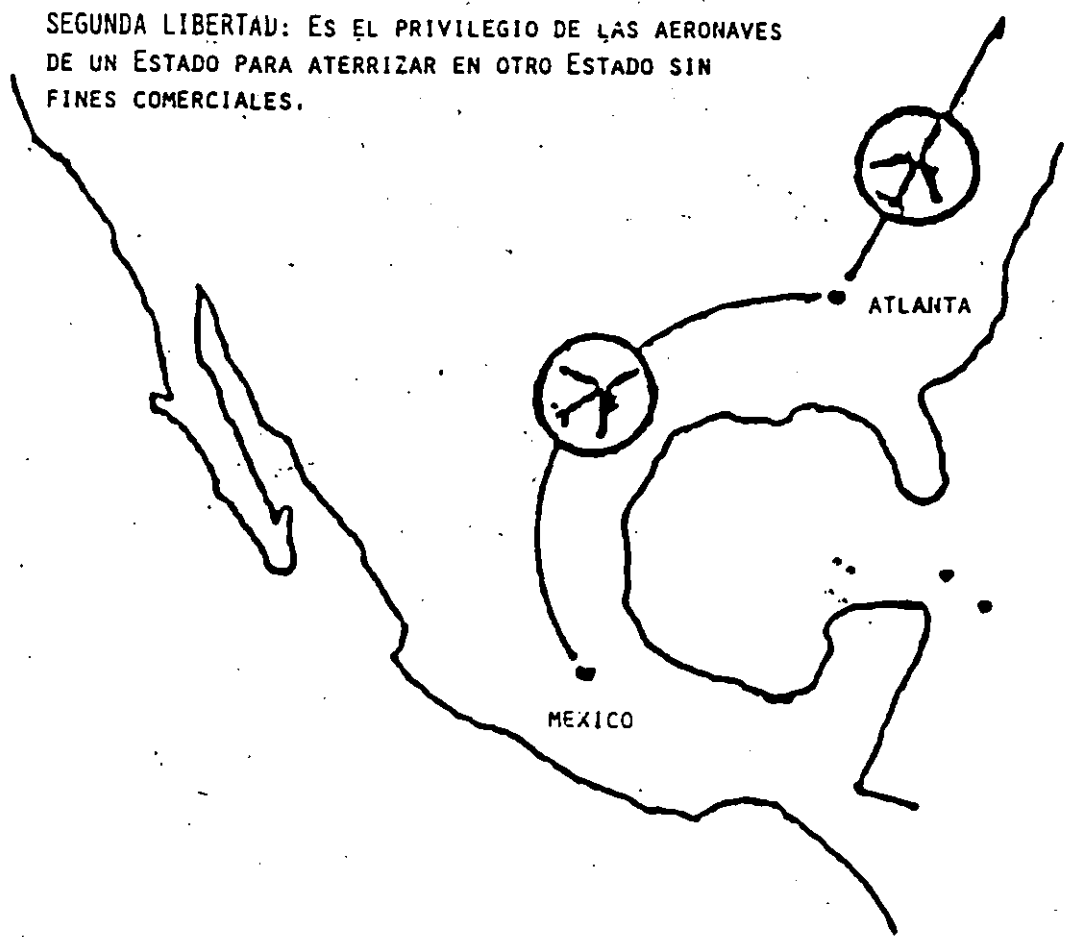 SEGUNDA LIBERTAD: ES EL PRIVILEGIO DE LAS AERONAVES
DE UN ESTADO PARA ATERRIZAR EN OTRO ESTADO SIN
FINES COMERCIALES.
ATLANTA
MEXICO